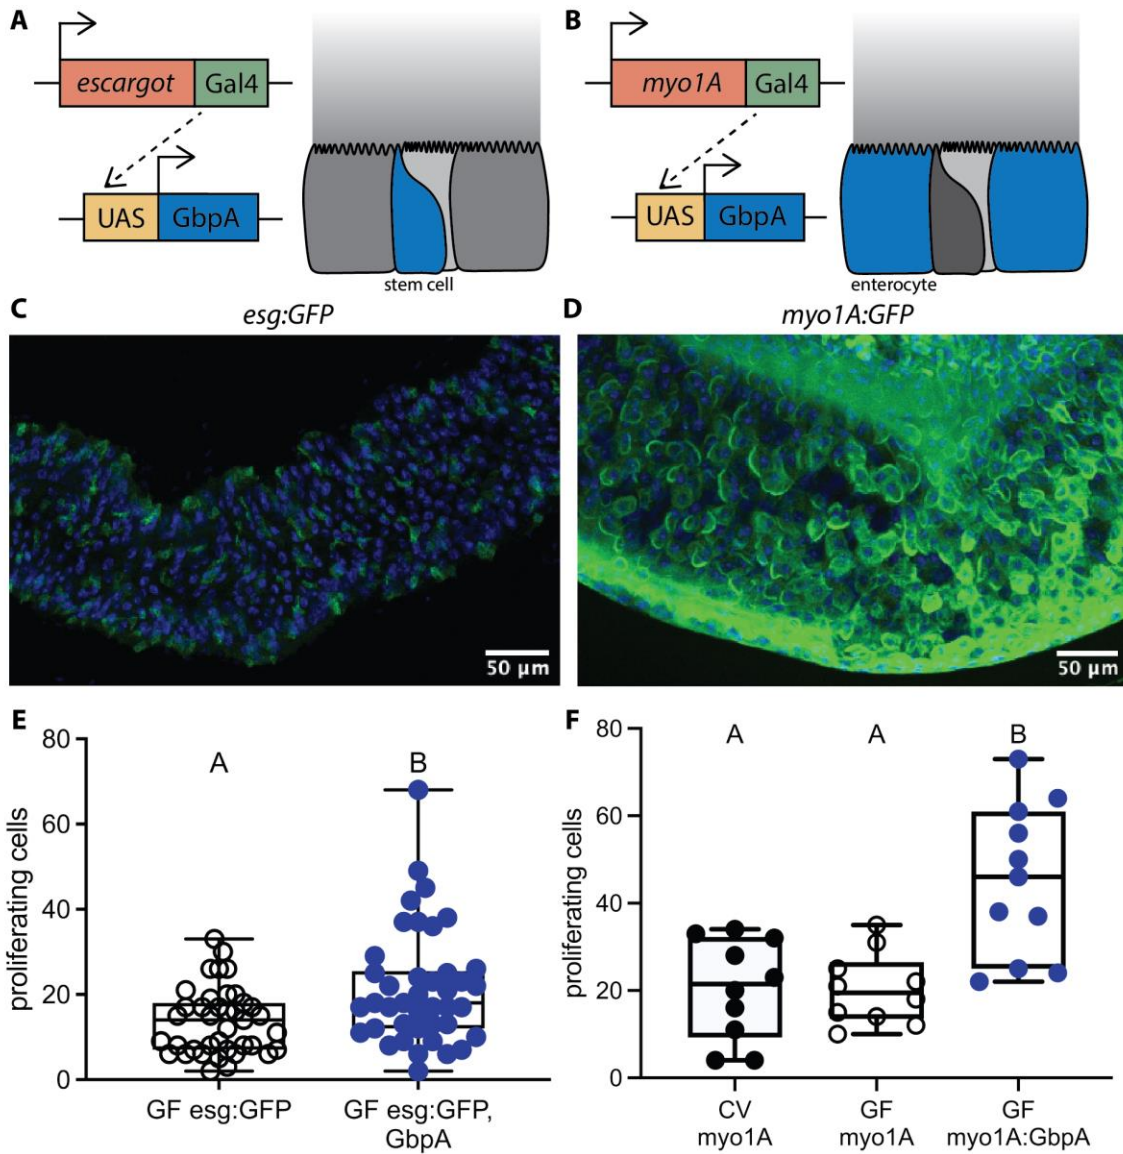 A
escargot Gal4
UAS GbpA
stem cell
B
myo1A Gal4
UAS GbpA
enterocyte
C esg:GFP
50 µm
D myo1A:GFP
50 µm
E
proliferating cells
80
60
40
20
0
A B
GF esg:GFP
GF esg:GFP,
GbpA
F
proliferating cells
80
60
40
20
0
A A B
CV
myo1A
GF
myo1A
GF
myo1A:GbpA